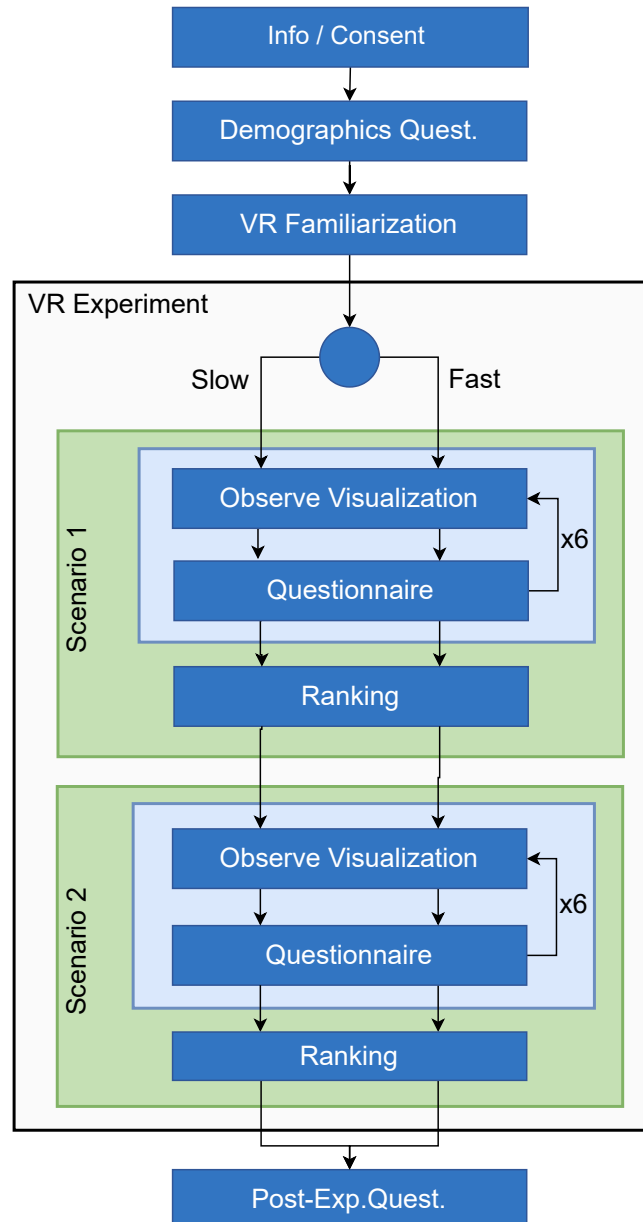 Info / Consent
Demographics Quest.
VR Familiarization
VR Experiment
Slow
Fast
Scenario 1
Observe Visualization
x6
Questionnaire
Ranking
Scenario 2
Observe Visualization
x6
Questionnaire
Ranking
Post-Exp.Quest.